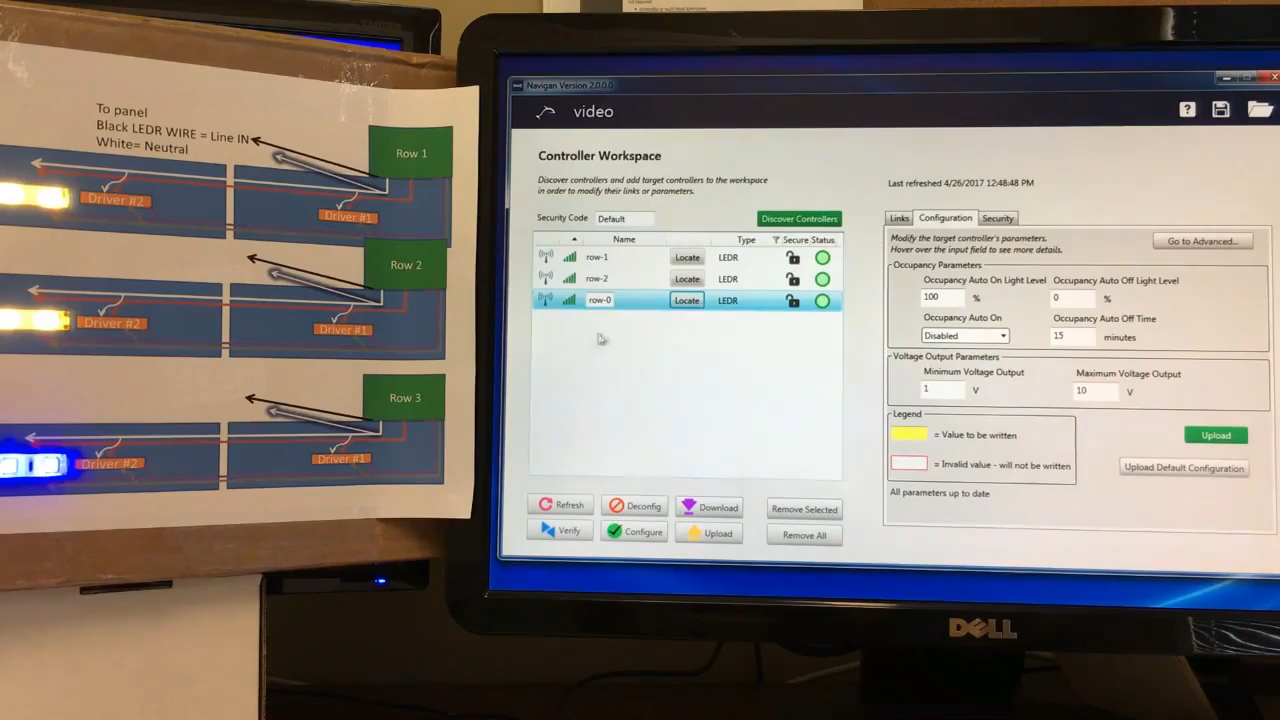 To panel
Black LEDR WIRE = Line IN
White= Neutral
Row 1
Driver #2
Driver #1
Row 2
Driver #2
Driver #1
Row 3
Driver #2
Driver #1
Navigan Version 2.0.0.0
video
?
Controller Workspace
Discover controllers and add target controllers to the workspace
in order to modify their links or parameters.
Security Code
Default
Discover Controllers
Name
Type
Secure
Status
row-1
Locate
LEDR
row-2
Locate
LEDR
row-0
Locate
LEDR
Refresh
Deconfig
Download
Remove Selected
Verify
Configure
Upload
Remove All
Last refreshed 4/26/2017 12:48:48 PM
Links
Configuration
Security
Modify the target controller's parameters.
Hover over the input field to see more details.
Go to Advanced...
Occupancy Parameters
Occupancy Auto On Light Level
Occupancy Auto Off Light Level
100 %
0 %
Occupancy Auto On
Occupancy Auto Off Time
Disabled
15 minutes
Voltage Output Parameters
Minimum Voltage Output
Maximum Voltage Output
1 V
10 V
Legend
= Value to be written
= Invalid value - will not be written
Upload
Upload Default Configuration
All parameters up to date
DELL